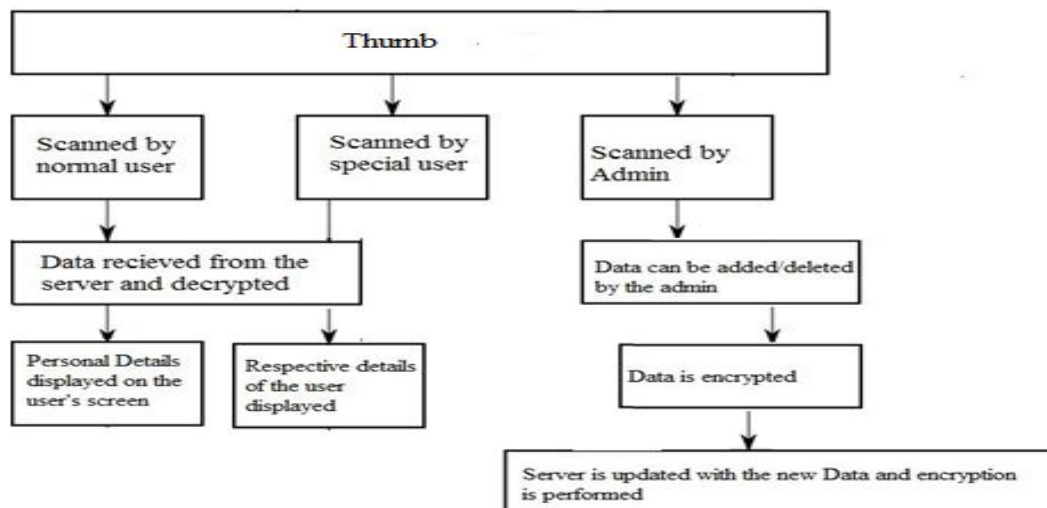 Thumb
Scanned by
normal user
Scanned by
special user
Scanned by
Admin
Data recieved from the
server and decrypted
Data can be added/deleted
by the admin
Personal Details
displayed on the
user's screen
Respective details
of the user
displayed
Data is encrypted
Server is updated with the new Data and encryption
is performed